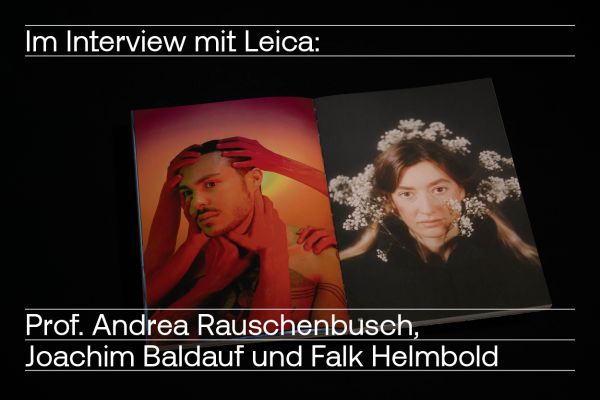 Im Interview mit Leica:
Prof. Andrea Rauschenbusch,
Joachim Baldauf und Falk Helmbold